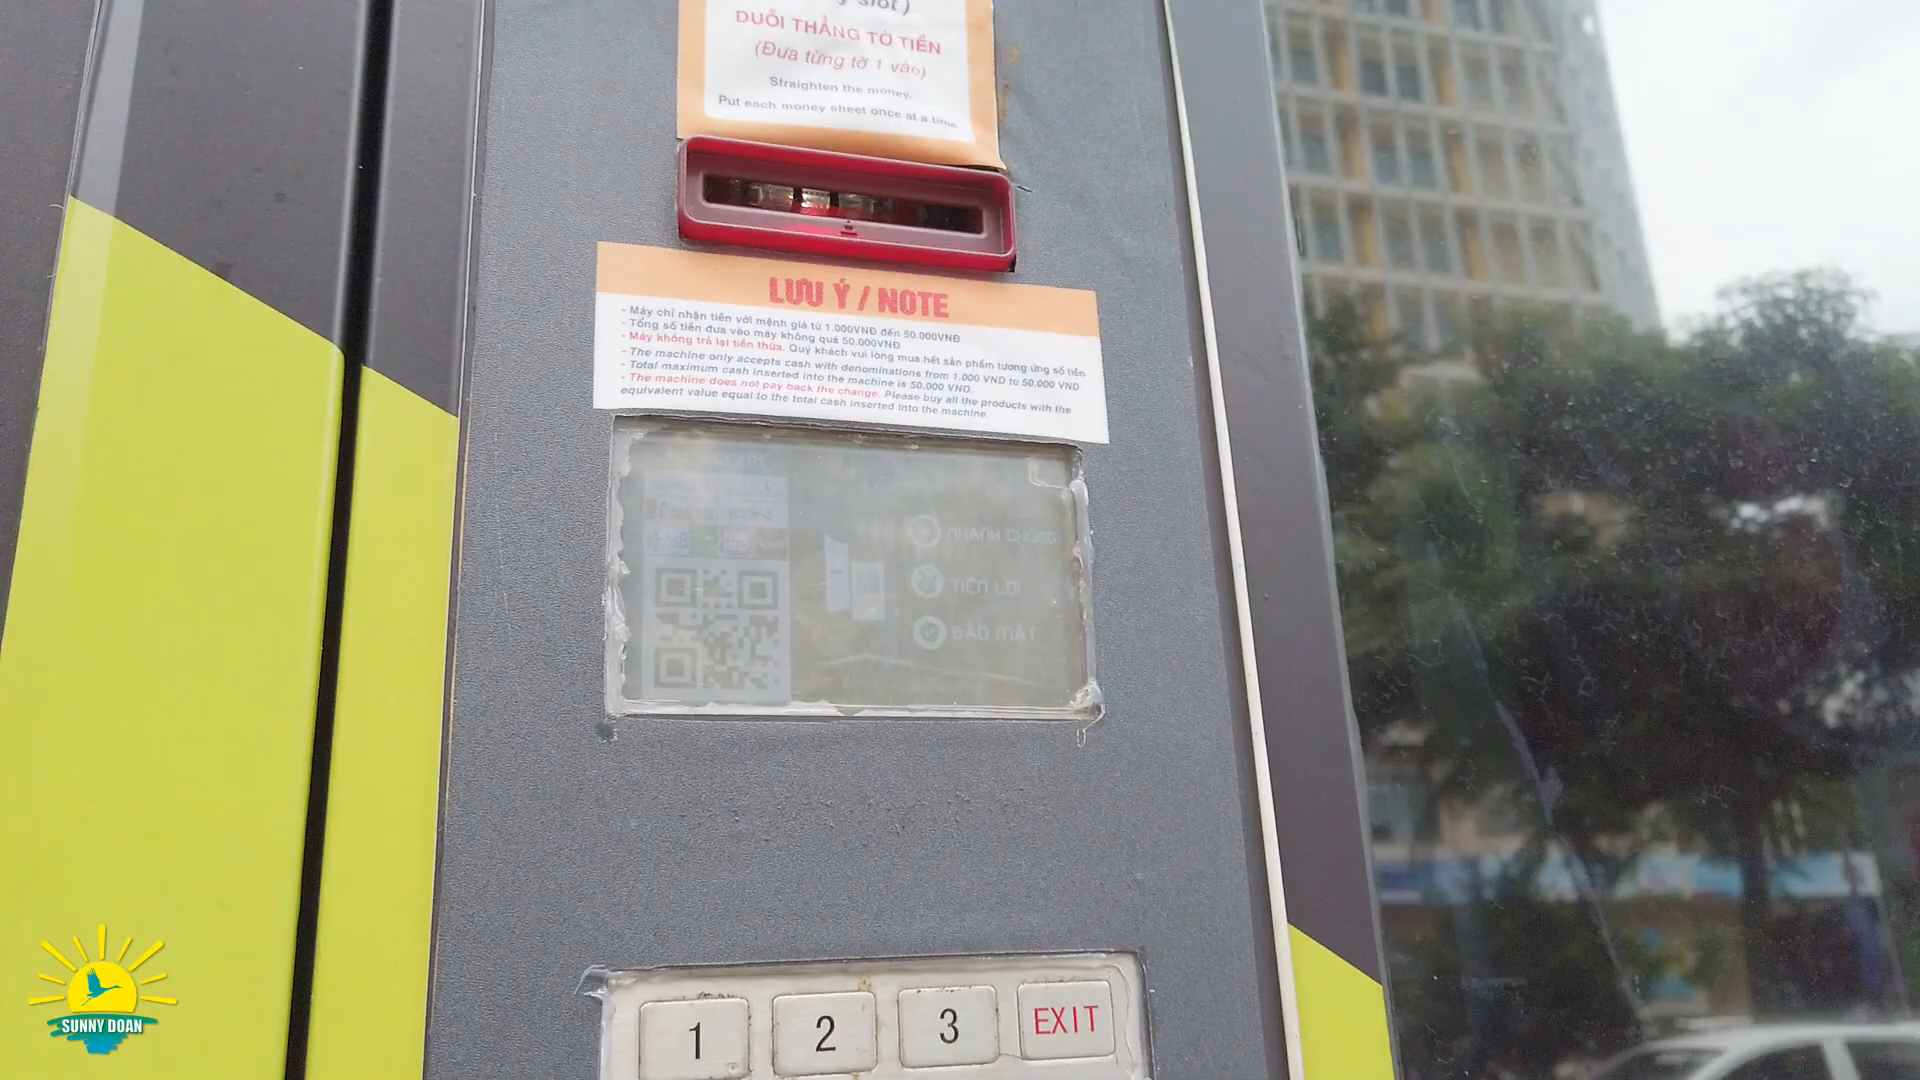 slot)
DUỖI THẲNG TỜ TIỀN
(Đưa từng tờ 1 vào)
Straighten the money.
Put each money sheet once at a time
LƯU Ý / NOTE
- Máy chỉ nhận tiền với mệnh giá từ 1.000VNĐ đến 50.000VNĐ
- Tổng số tiền đưa vào máy không quá 50.000VNĐ
- Máy không trả lại tiền thừa. Quý khách vui lòng mua hết sản phẩm tương ứng số tiền.
- The machine only accepts cash with denominations from 1.000 VND to 50.000 VND
- Total maximum cash inserted into the machine is 50.000 VND.
- The machine does not pay back the change. Please buy all the products with the
equivalent value equal to the total cash inserted into the machine.
NHANH CHÓNG
TIỆN LỢI
BẢO MẬT
1 2 3 EXIT
SUNNY DOAN